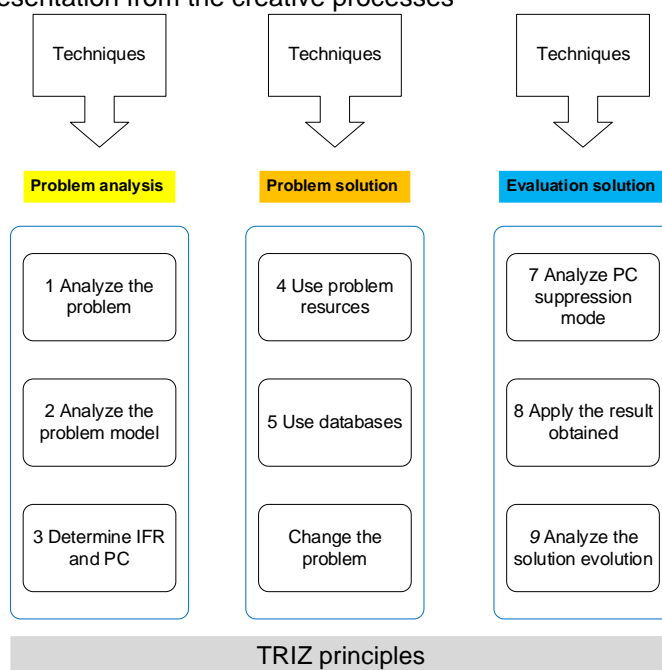 esentation from the creative processes
Techniques
Techniques
Techniques
Problem analysis
Problem solution
Evaluation solution
1 Analyze the
problem
2 Analyze the
problem model
3 Determine IFR
and PC
4 Use problem
resurces
5 Use databases
Change the
problem
7 Analyze PC
suppression
mode
8 Apply the result
obtained
9 Analyze the
solution evolution
TRIZ principles